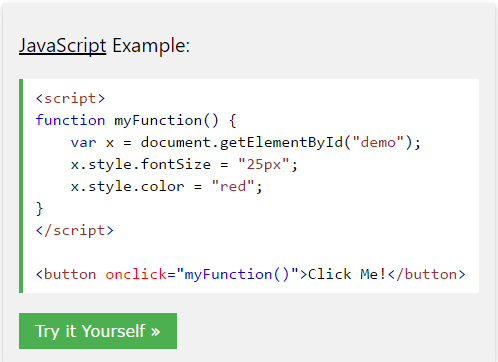 JavaScript Example:
<script>
function myFunction() {
    var x = document.getElementById("demo");
    x.style.fontSize = "25px";
    x.style.color = "red";
}
</script>
<button onclick="myFunction()">Click Me!</button>
Try it Yourself »